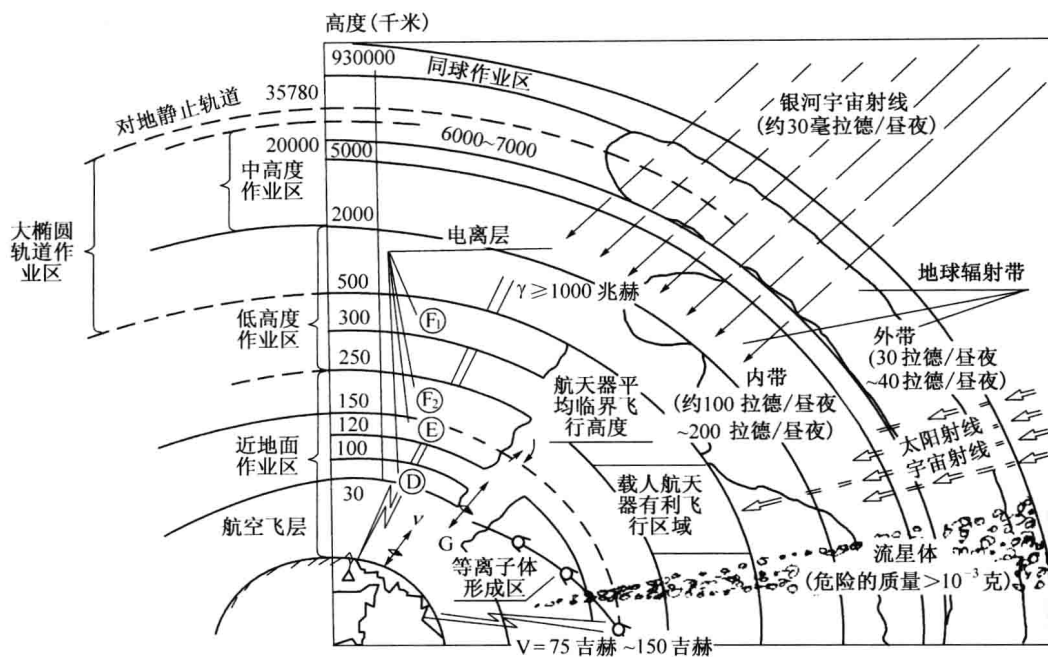 高度(千米)
930000
同球作业区
35780
对地静止轨道
银河宇宙射线
(约30毫拉德/昼夜)
6000~7000
20000
5000
中高度
作业区
大椭圆
轨道作
业区
2000
电离层
地球辐射带
γ≥1000 兆赫
500
低高度
作业区
300
F₁
外带
(30 拉德/昼夜
~40拉德/昼夜)
250
航天器平
均临界飞
行高度
内带
(约100 拉德/昼夜
~200 拉德/昼夜)
F₂
150
E
太阳射线
宇宙射线
120
近地面
作业区
100
D
载人航天
器有利飞
行区域
30
航空飞层
v
G
等离子体
形成区
流星体
(危险的质量>10⁻³克)
V=75 吉赫 ~150吉赫